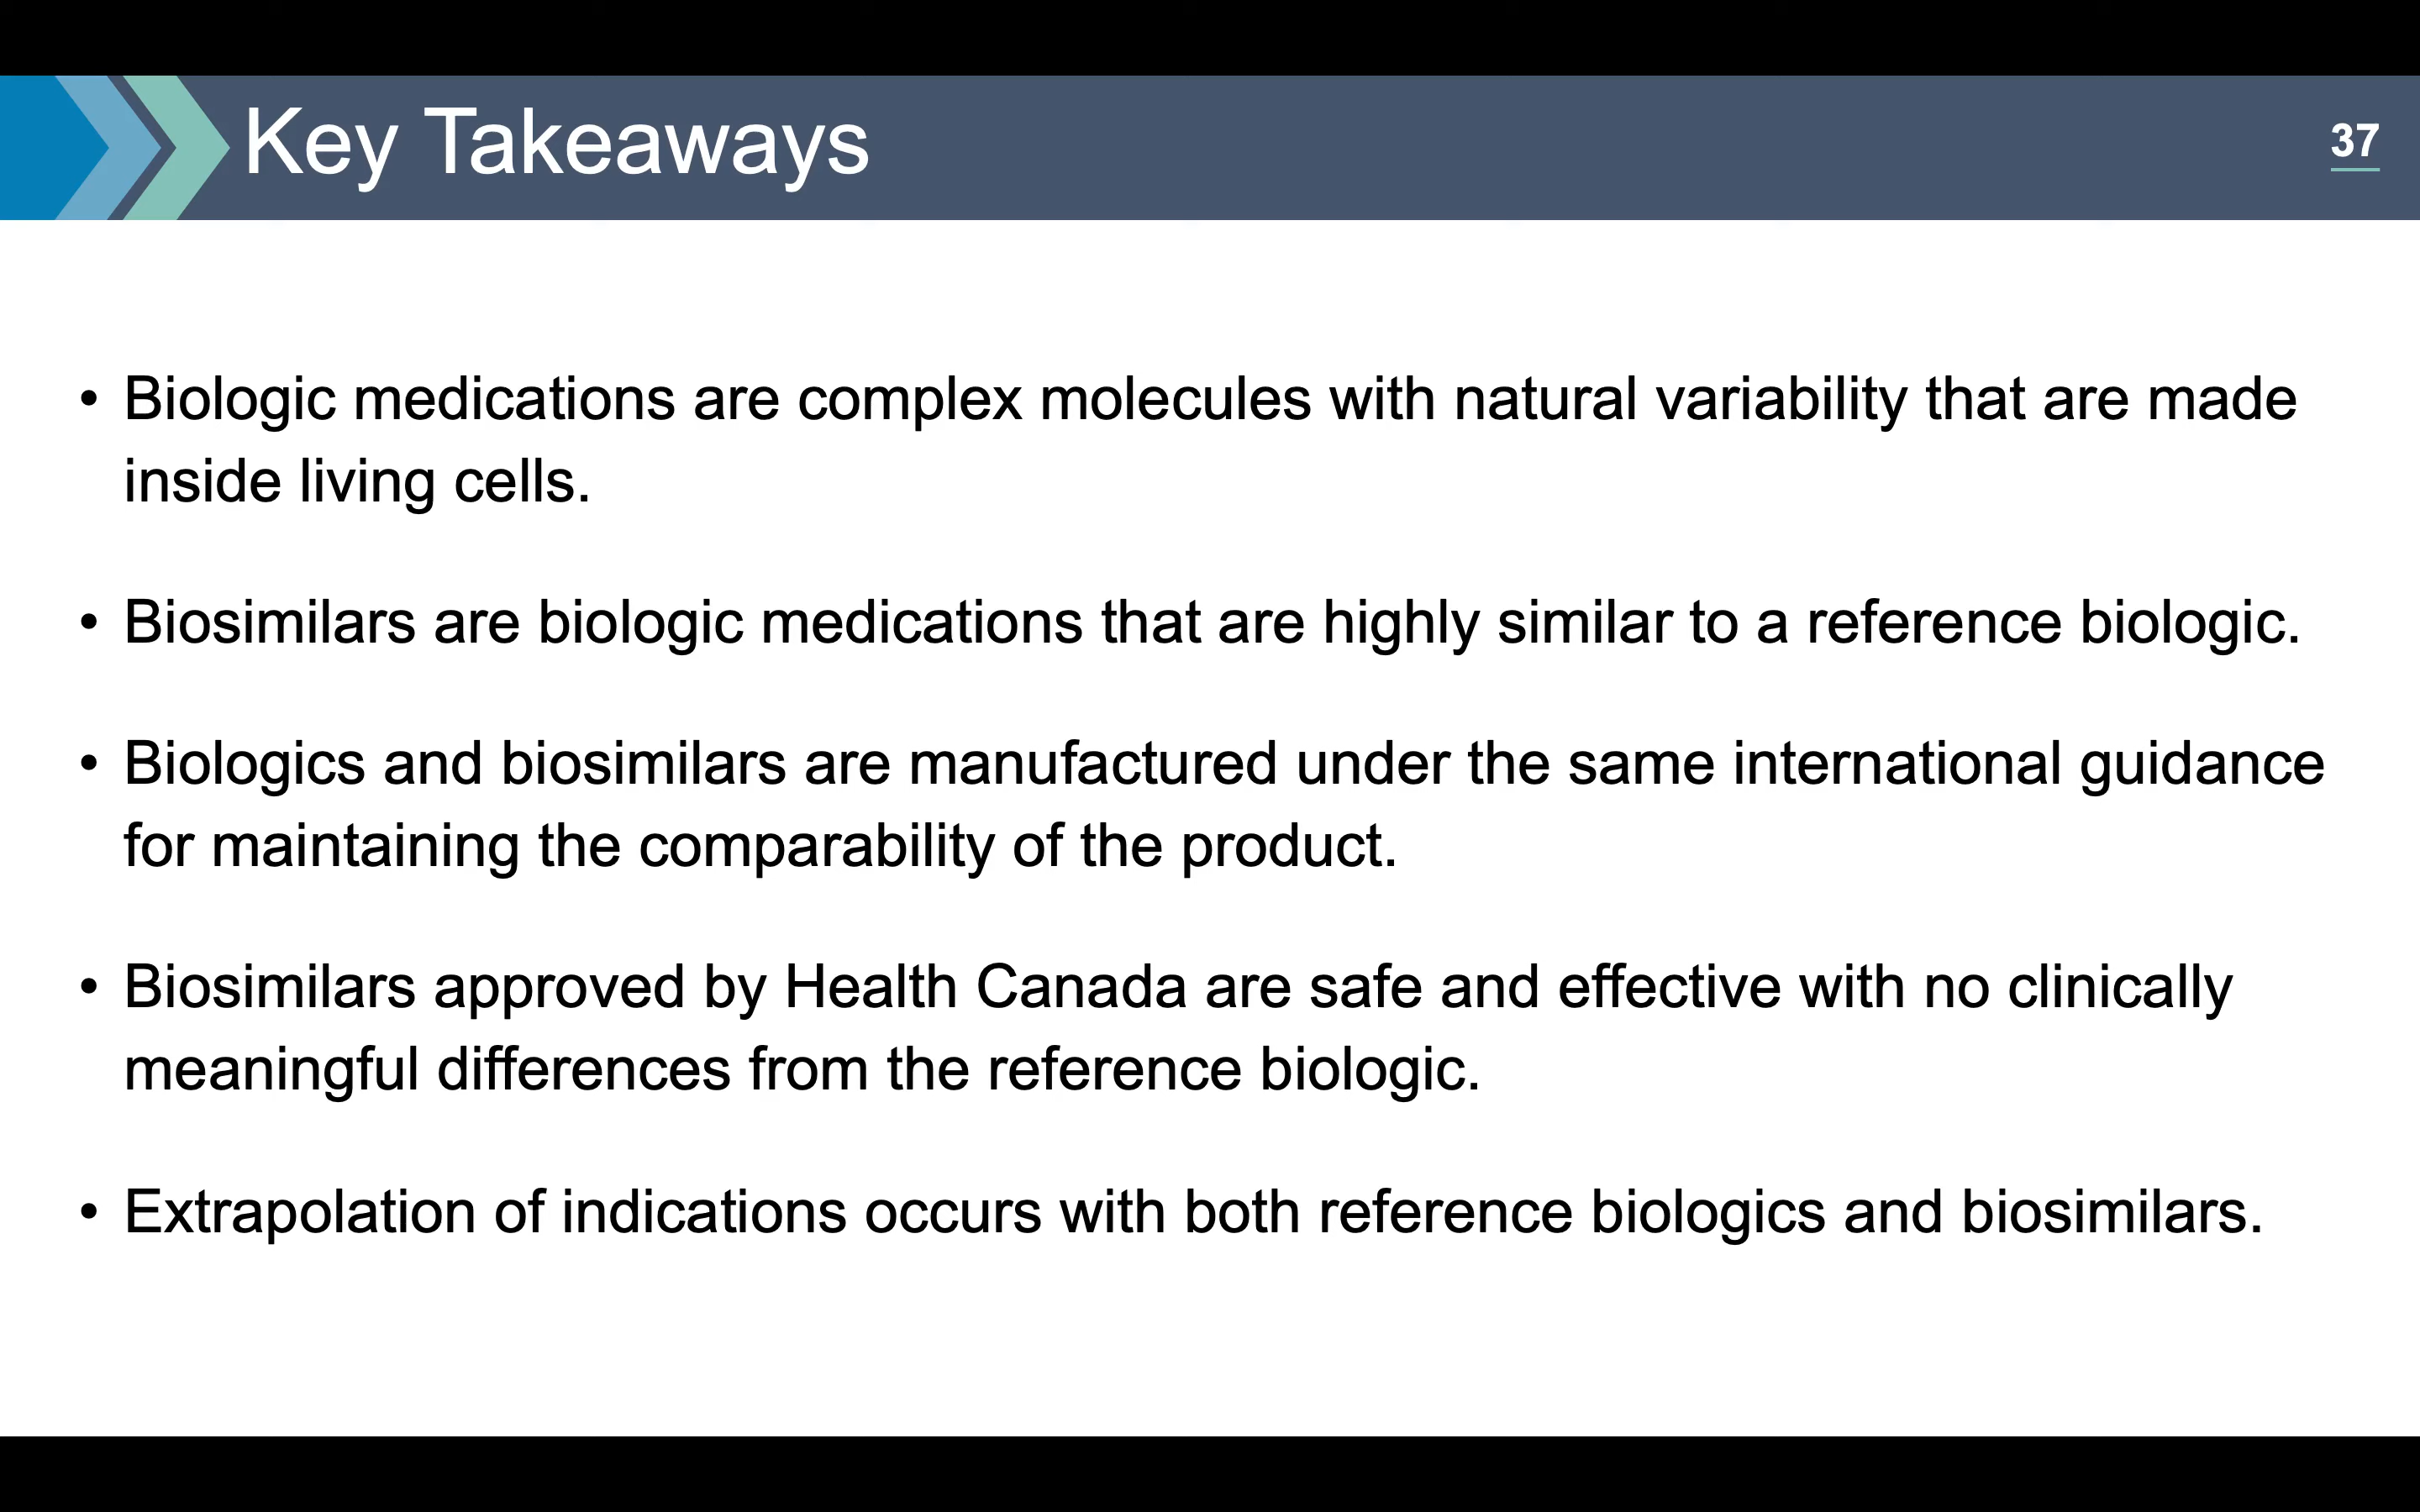 Key Takeaways
37
• Biologic medications are complex molecules with natural variability that are made
inside living cells.
• Biosimilars are biologic medications that are highly similar to a reference biologic.
• Biologics and biosimilars are manufactured under the same international guidance
for maintaining the comparability of the product.
• Biosimilars approved by Health Canada are safe and effective with no clinically
meaningful differences from the reference biologic.
• Extrapolation of indications occurs with both reference biologics and biosimilars.